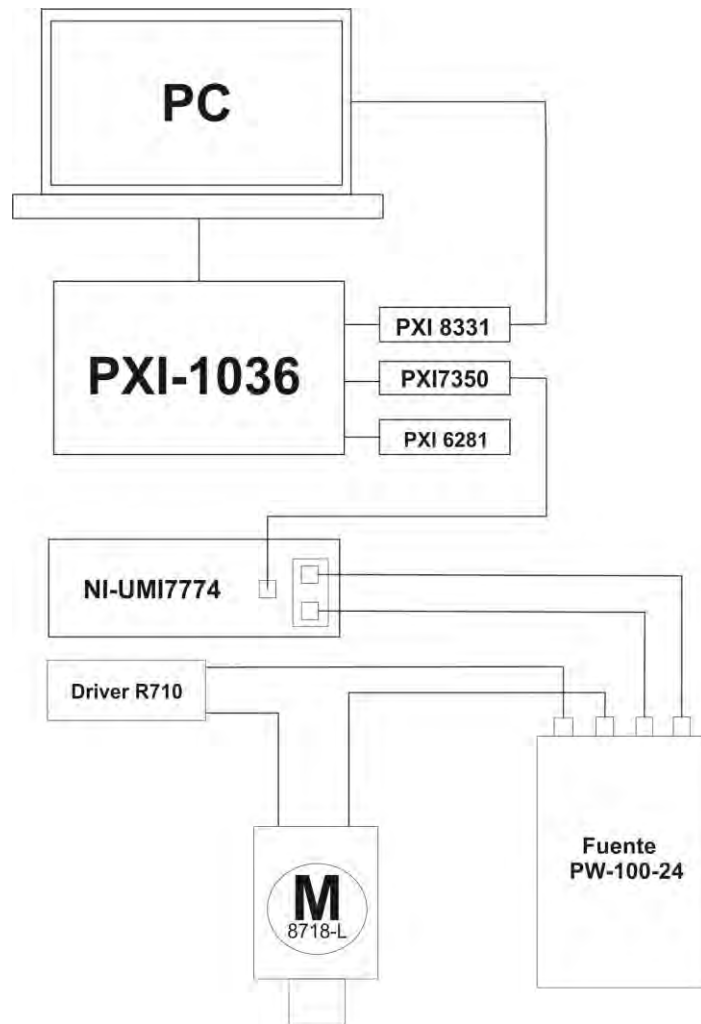 PC
PXI-1036
PXI 8331
PXI7350
PXI 6281
NI-UMI7774
Driver R710
M
8718-L
Fuente
PW-100-24